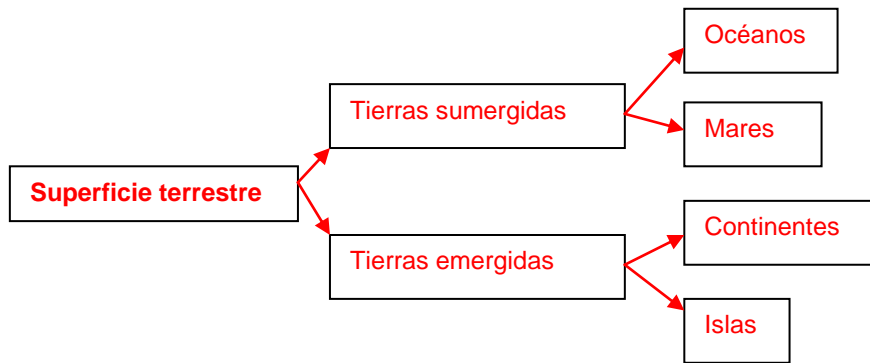 Superficie terrestre
Tierras sumergidas
Océanos
Mares
Tierras emergidas
Continentes
Islas